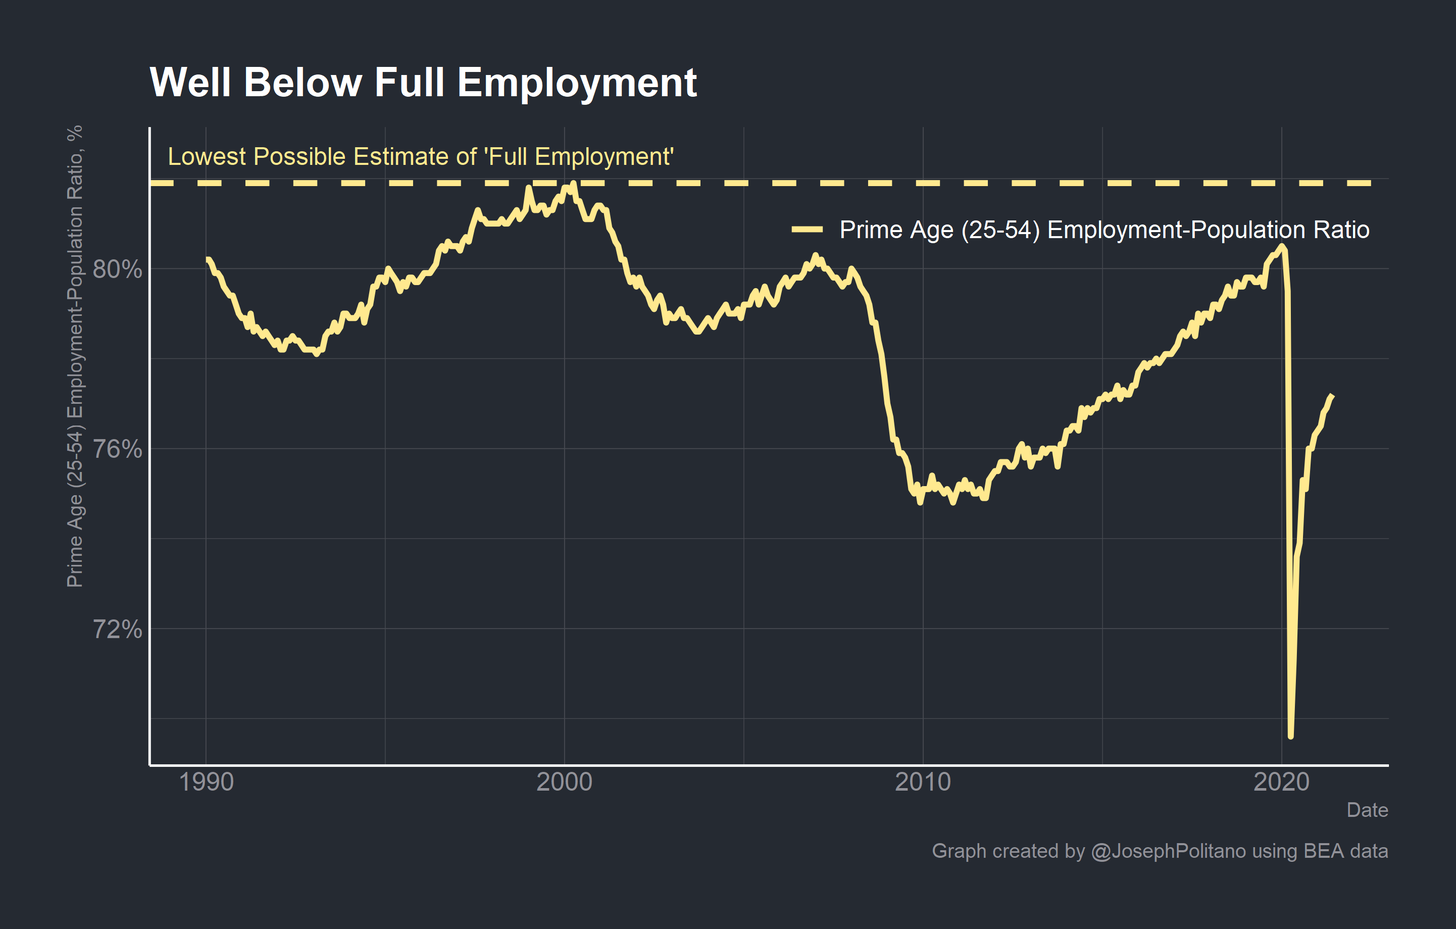 Well Below Full Employment
Lowest Possible Estimate of 'Full Employment'
Prime Age (25-54) Employment-Population Ratio
Prime Age (25-54) Employment-Population Ratio, %
80%
76%
72%
1990
2000
2010
2020
Date
Graph created by @JosephPolitano using BEA data